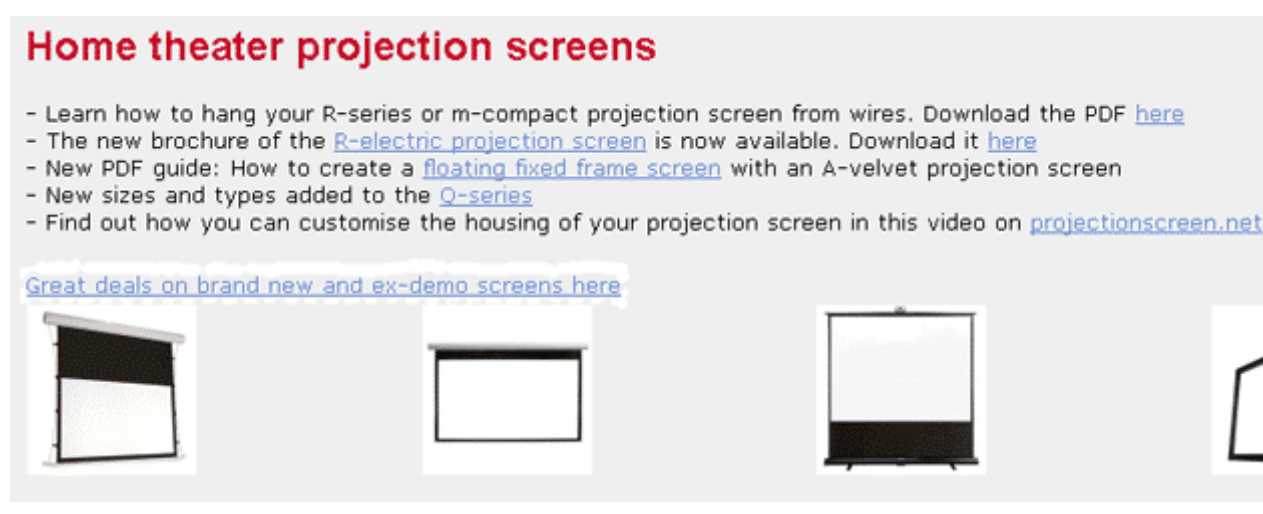 Home theater projection screens
- Learn how to hang your R-series or m-compact projection screen from wires. Download the PDF here
- The new brochure of the R-electric projection screen is now available. Download it here
- New PDF guide: How to create a floating fixed frame screen with an A-velvet projection screen
- New sizes and types added to the Q-series
- Find out how you can customise the housing of your projection screen in this video on projectionscreen.net
Great deals on brand new and ex-demo screens here